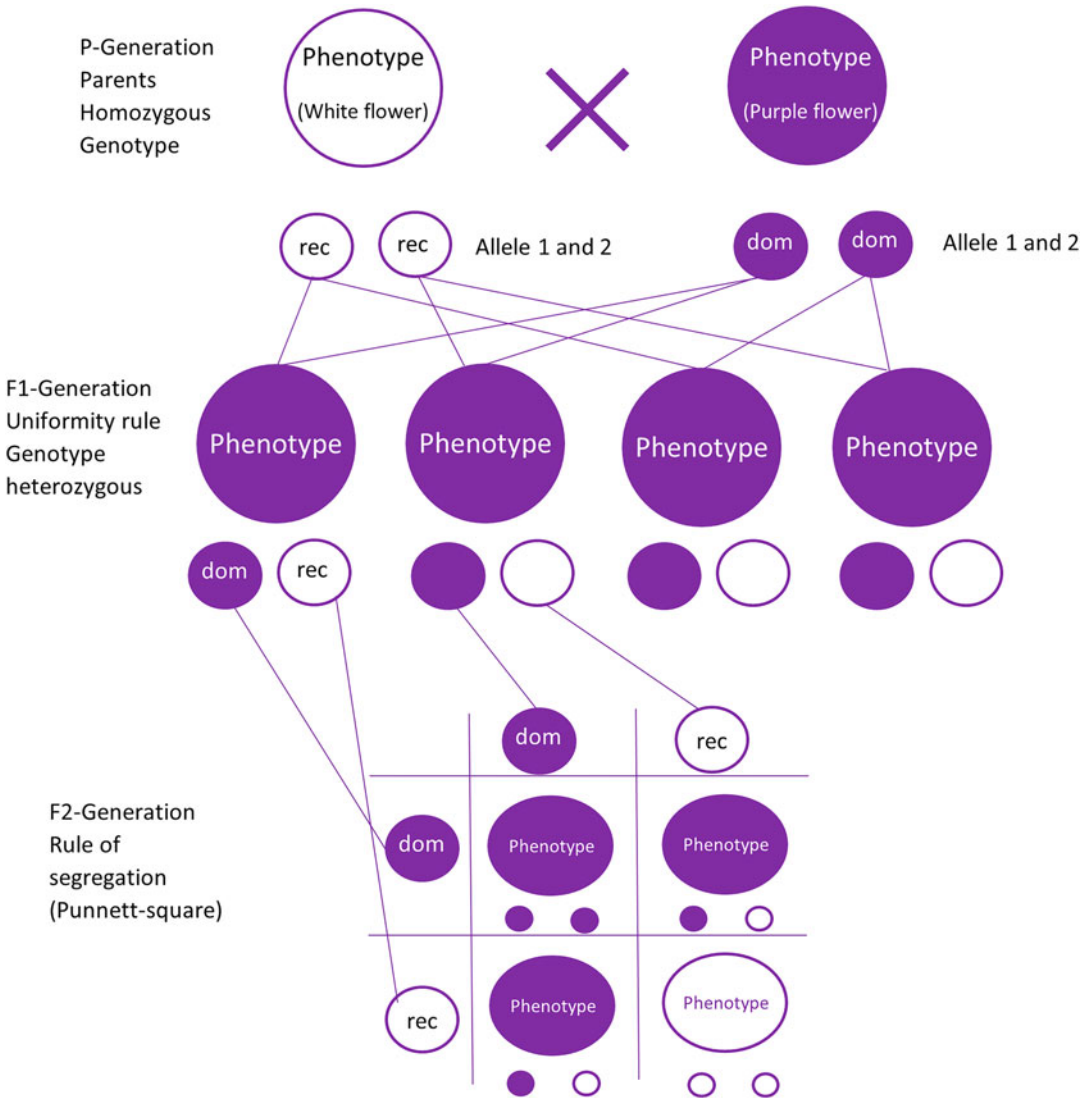 P-Generation
Parents
Homozygous
Genotype
Phenotype
(White flower)
Phenotype
(Purple flower)
rec
rec
Allele 1 and 2
dom
dom
Allele 1 and 2
F1-Generation
Uniformity rule
Genotype
heterozygous
Phenotype
Phenotype
Phenotype
Phenotype
dom
rec
dom
rec
F2-Generation
Rule of
segregation
(Punnett-square)
dom
Phenotype
Phenotype
rec
Phenotype
Phenotype